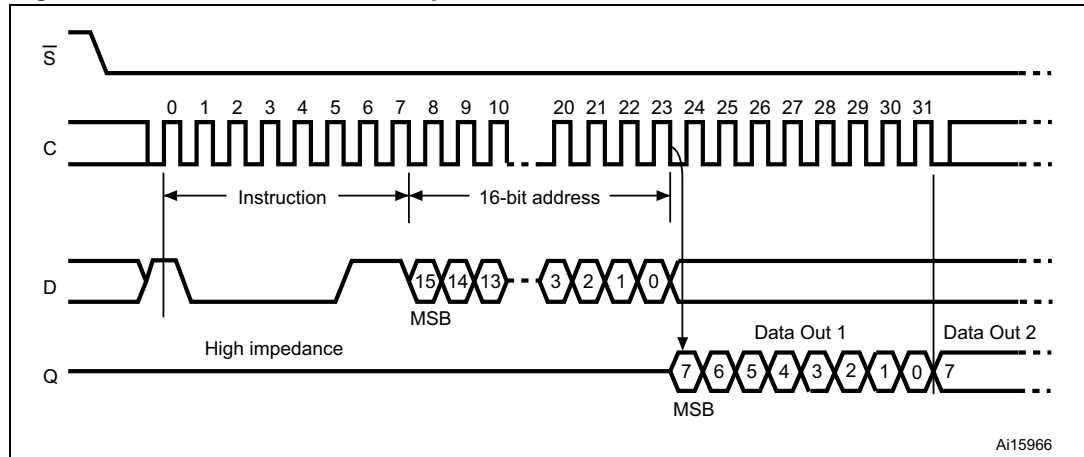 S
0 1 2 3 4 5 6 7 8 9 10 20 21 22 23 24 25 26 27 28 29 30 31
C
Instruction 16-bit address
D 15 14 13 3 2 1 0
MSB
High impedance Data Out 1 Data Out 2
Q 7 6 5 4 3 2 1 0 7
MSB
Ai15966